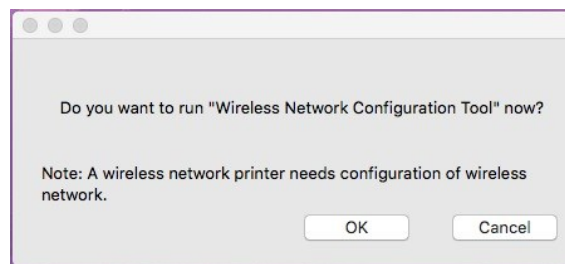 Do you want to run "Wireless Network Configuration Tool" now?
Note: A wireless network printer needs configuration of wireless
network.
OK Cancel